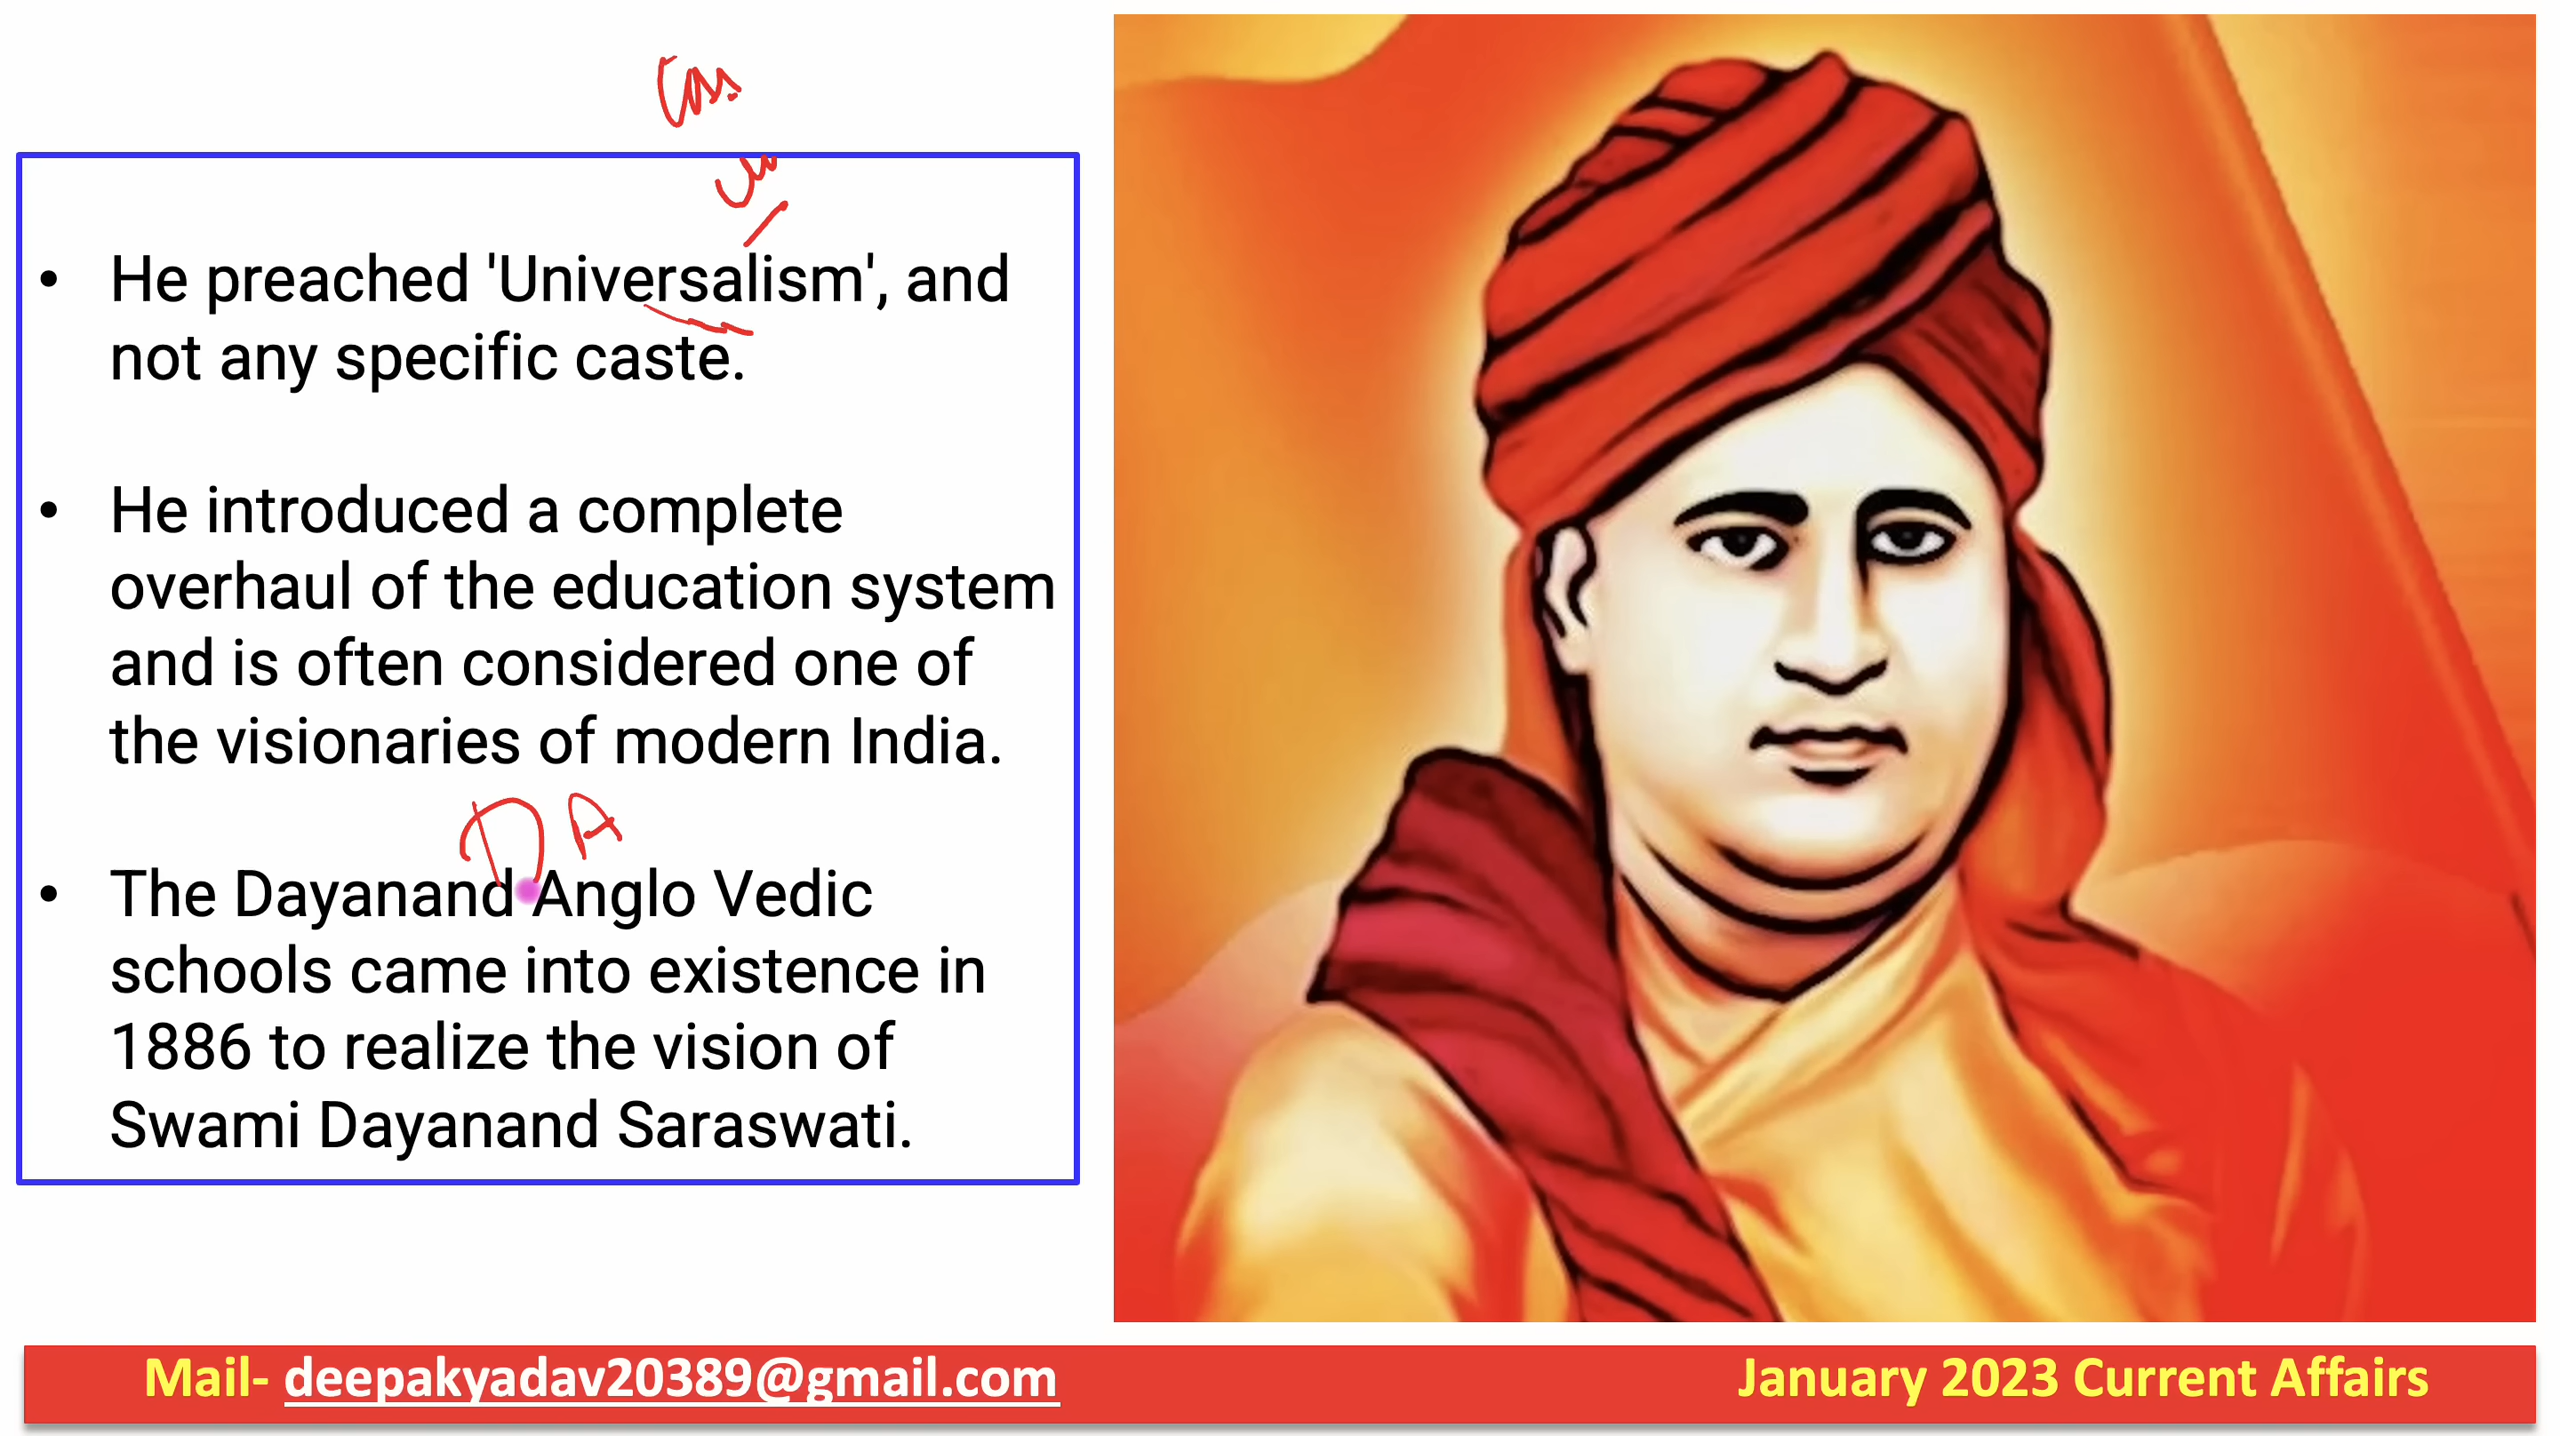 • He preached 'Universalism', and
not any specific caste.
• He introduced a complete
overhaul of the education system
and is often considered one of
the visionaries of modern India.
D A
• The Dayanand Anglo Vedic
schools came into existence in
1886 to realize the vision of
Swami Dayanand Saraswati.
Mail- deepakyadav20389@gmail.com
January 2023 Current Affairs